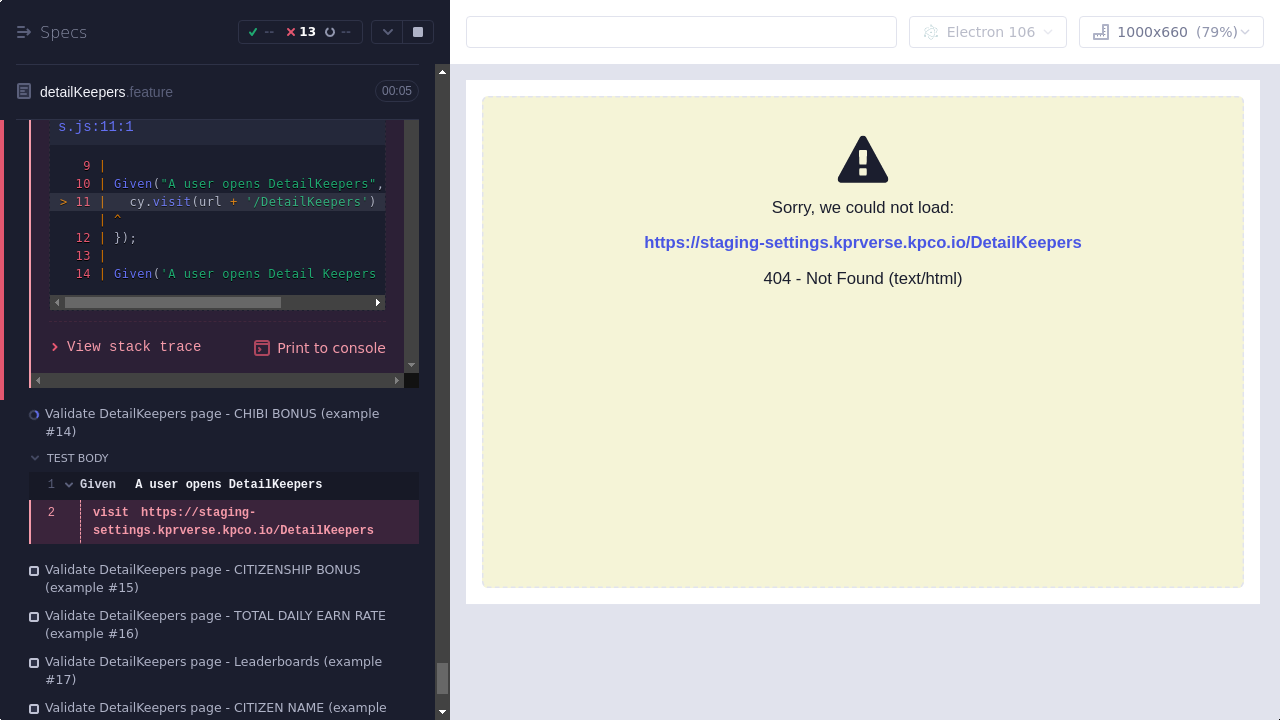 Specs
--
13
--
Electron 106
1000x660 (79%)
detailKeepers.feature
00:05
s.js:11:1
9 |
10 | Given("A user opens DetailKeepers",
> 11 |   cy.visit(url + '/DetailKeepers')
| ^
12 | });
13 |
14 | Given('A user opens Detail Keepers
View stack trace
Print to console
Validate DetailKeepers page - CHIBI BONUS (example
#14)
TEST BODY
1 Given A user opens DetailKeepers
2 visit https://staging-
settings.kprverse.kpco.io/DetailKeepers
Validate DetailKeepers page - CITIZENSHIP BONUS
(example #15)
Validate DetailKeepers page - TOTAL DAILY EARN RATE
(example #16)
Validate DetailKeepers page - Leaderboards (example
#17)
Validate DetailKeepers page - CITIZEN NAME (example
Sorry, we could not load:
https://staging-settings.kprverse.kpco.io/DetailKeepers
404 - Not Found (text/html)